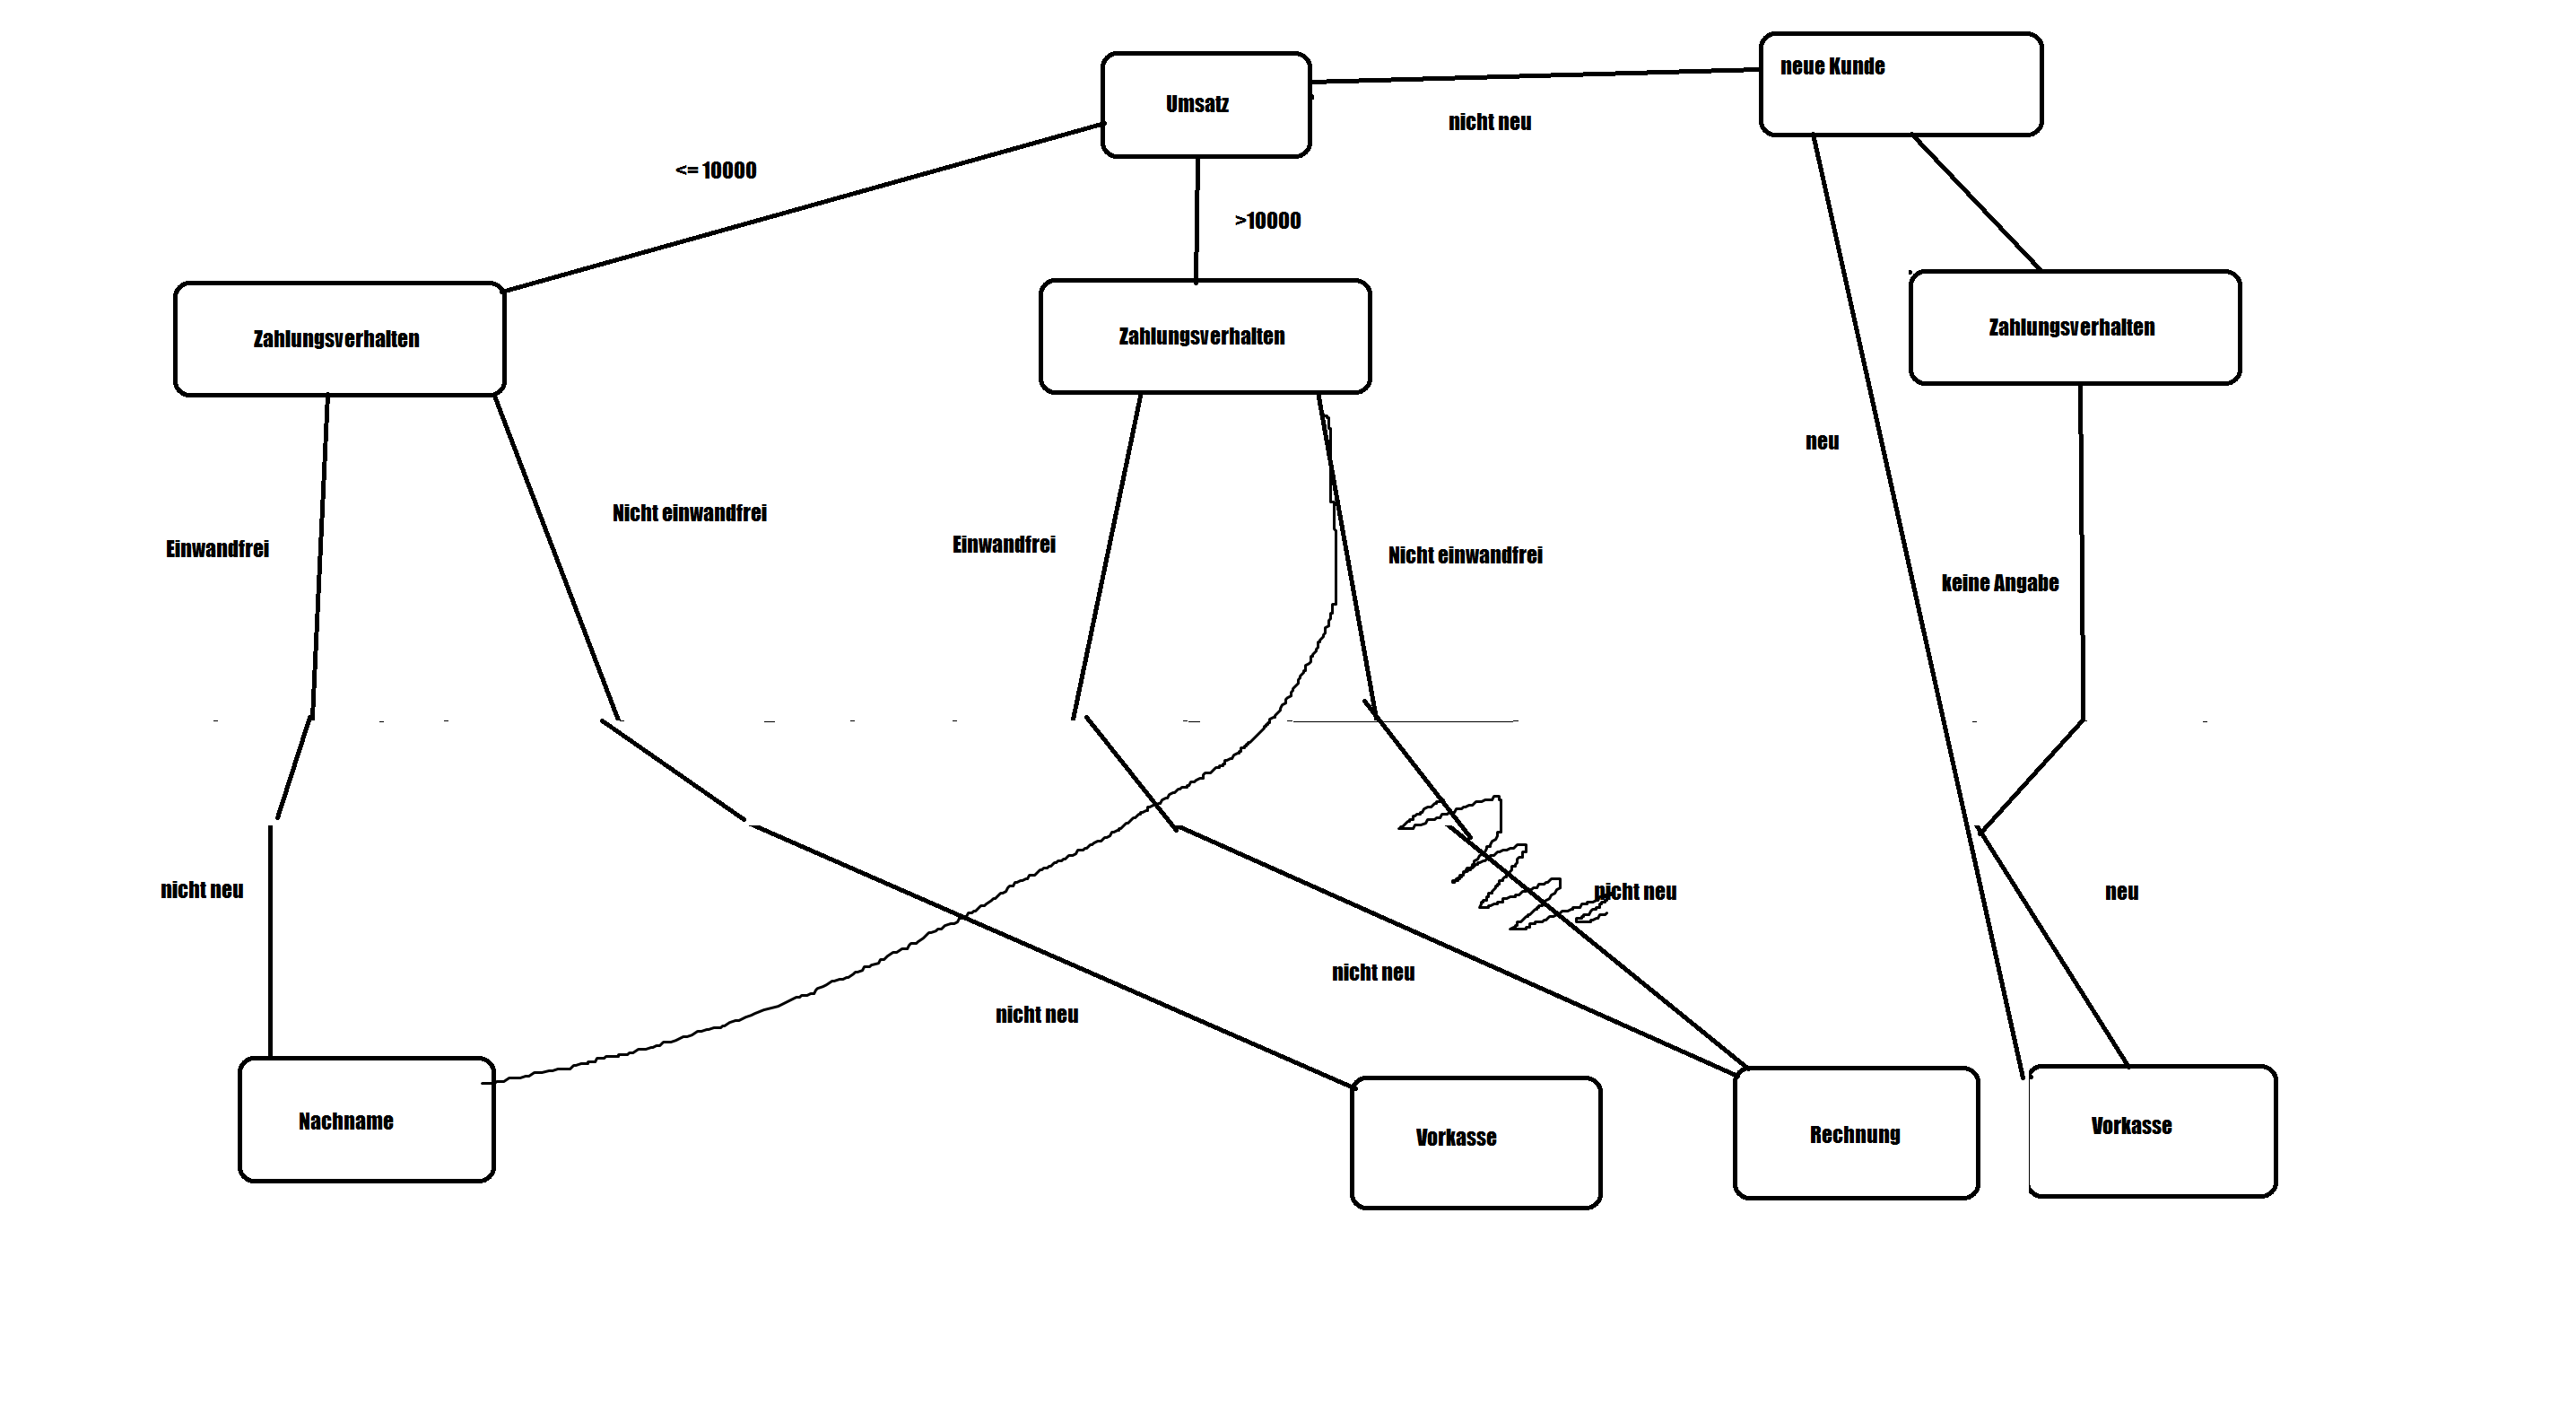 neue Kunde
Umsatz
nicht neu
<= 10000
>10000
Zahlungsverhalten
Zahlungsverhalten
Zahlungsverhalten
neu
Nicht einwandfrei
Einwandfrei
Einwandfrei
Nicht einwandfrei
keine Angabe
nicht neu
nicht neu
neu
nicht neu
nicht neu
Nachname
Vorkasse
Rechnung
Vorkasse